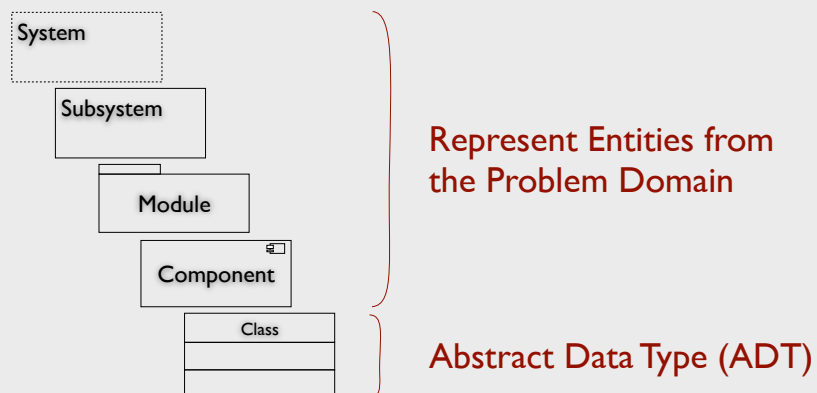 System
Subsystem
Module
Component
Class
Represent Entities from
the Problem Domain
Abstract Data Type (ADT)